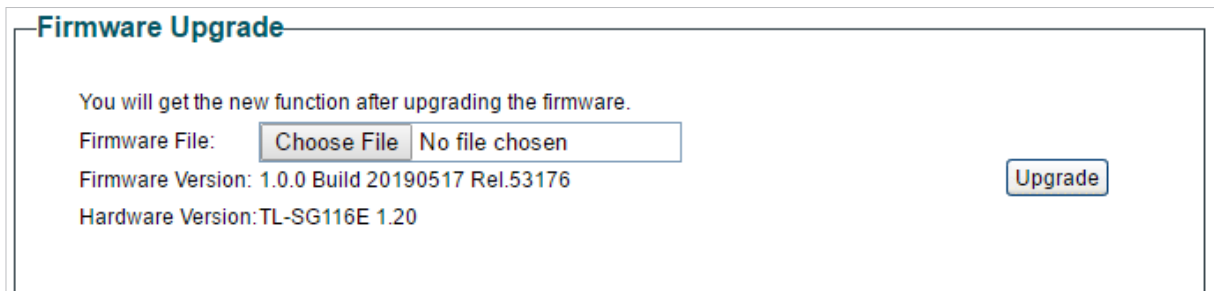 Firmware Upgrade
You will get the new function after upgrading the firmware.
Firmware File: Choose File No file chosen
Firmware Version: 1.0.0 Build 20190517 Rel.53176
Upgrade
Hardware Version:TL-SG116E 1.20